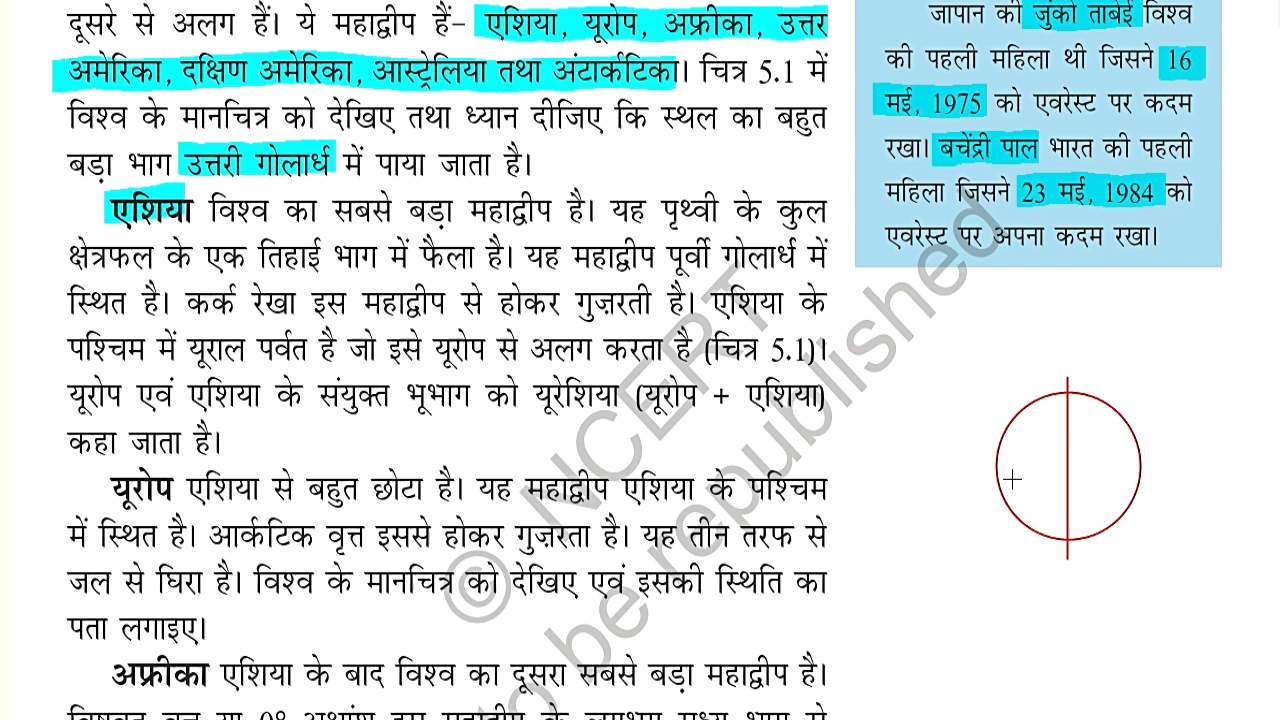 दूसरे से अलग हैं। ये महाद्वीप हैं- एशिया, यूरोप, अफ्रीका, उत्तर
अमेरिका, दक्षिण अमेरिका, आस्ट्रेलिया तथा अंटार्कटिका। चित्र 5.1 में
विश्व के मानचित्र को देखिए तथा ध्यान दीजिए कि स्थल का बहुत
बड़ा भाग उत्तरी गोलार्ध में पाया जाता है।
एशिया विश्व का सबसे बड़ा महाद्वीप है। यह पृथ्वी के कुल
क्षेत्रफल के एक तिहाई भाग में फैला है। यह महाद्वीप पूर्वी गोलार्ध में
स्थित है। कर्क रेखा इस महाद्वीप से होकर गुज़रती है। एशिया के
पश्चिम में यूराल पर्वत है जो इसे यूरोप से अलग करता है (चित्र 5.1)।
यूरोप एवं एशिया के संयुक्त भूभाग को यूरेशिया (यूरोप + एशिया)
कहा जाता है।
यूरोप एशिया से बहुत छोटा है। यह महाद्वीप एशिया के पश्चिम
में स्थित है। आर्कटिक वृत्त इससे होकर गुज़रता है। यह तीन तरफ से
जल से घिरा है। विश्व के मानचित्र को देखिए एवं इसकी स्थिति का
पता लगाइए।
अफ्रीका एशिया के बाद विश्व का दूसरा सबसे बड़ा महाद्वीप है।
जापान की जुंको ताबेई विश्व
की पहली महिला थी जिसने 16
मई, 1975 को एवरेस्ट पर कदम
रखा। बचेंद्री पाल भारत की पहली
महिला जिसने 23 मई, 1984 को
एवरेस्ट पर अपना कदम रखा।
© NCERT
to be republished